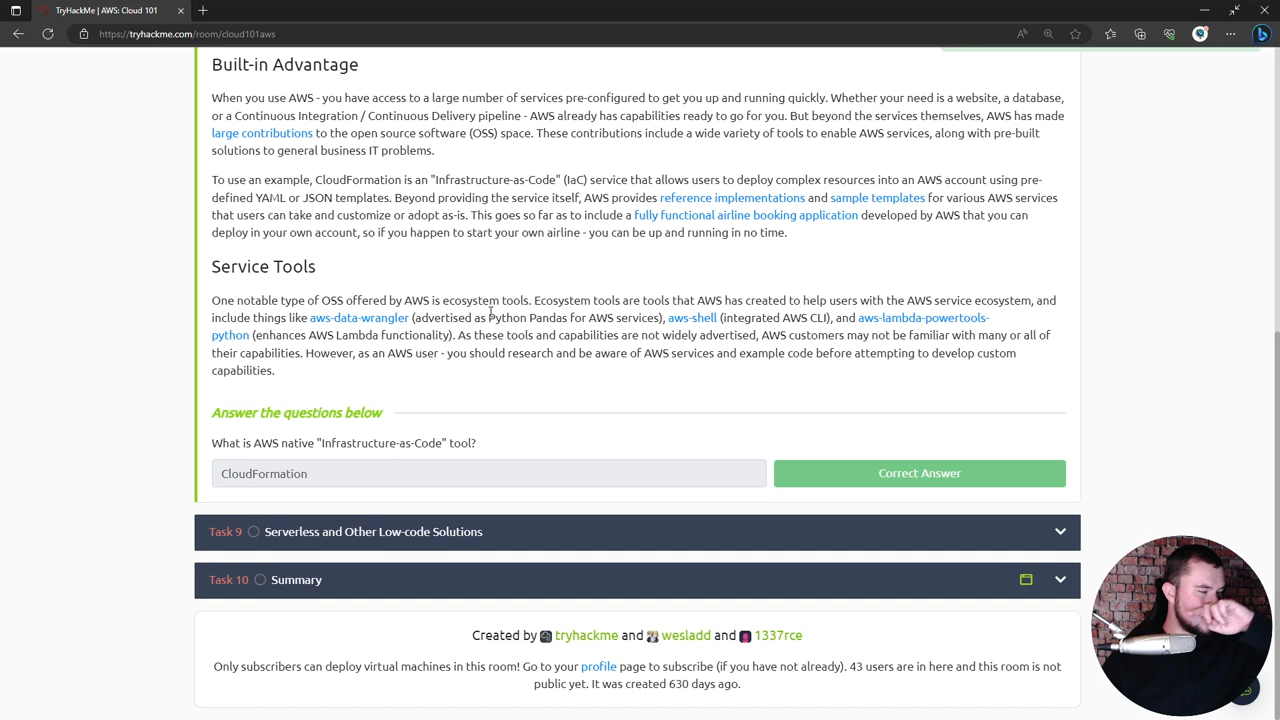 TryHackMe | AWS: Cloud 101
https://tryhackme.com/room/cloud101aws
Built-in Advantage
When you use AWS - you have access to a large number of services pre-configured to get you up and running quickly. Whether your need is a website, a database,
or a Continuous Integration / Continuous Delivery pipeline - AWS already has capabilities ready to go for you. But beyond the services themselves, AWS has made
large contributions to the open source software (OSS) space. These contributions include a wide variety of tools to enable AWS services, along with pre-built
solutions to general business IT problems.
To use an example, CloudFormation is an "Infrastructure-as-Code" (IaC) service that allows users to deploy complex resources into an AWS account using pre-
defined YAML or JSON templates. Beyond providing the service itself, AWS provides reference implementations and sample templates for various AWS services
that users can take and customize or adopt as-is. This goes so far as to include a fully functional airline booking application developed by AWS that you can
deploy in your own account, so if you happen to start your own airline - you can be up and running in no time.
Service Tools
One notable type of OSS offered by AWS is ecosystem tools. Ecosystem tools are tools that AWS has created to help users with the AWS service ecosystem, and
include things like aws-data-wrangler (advertised as Python Pandas for AWS services), aws-shell (integrated AWS CLI), and aws-lambda-powertools-
python (enhances AWS Lambda functionality). As these tools and capabilities are not widely advertised, AWS customers may not be familiar with many or all of
their capabilities. However, as an AWS user - you should research and be aware of AWS services and example code before attempting to develop custom
capabilities.
Answer the questions below
What is AWS native "Infrastructure-as-Code" tool?
CloudFormation
Correct Answer
Task 9 Serverless and Other Low-code Solutions
Task 10 Summary
Created by tryhackme and wesladd and 1337rce
Only subscribers can deploy virtual machines in this room! Go to your profile page to subscribe (if you have not already). 43 users are in here and this room is not
public yet. It was created 630 days ago.